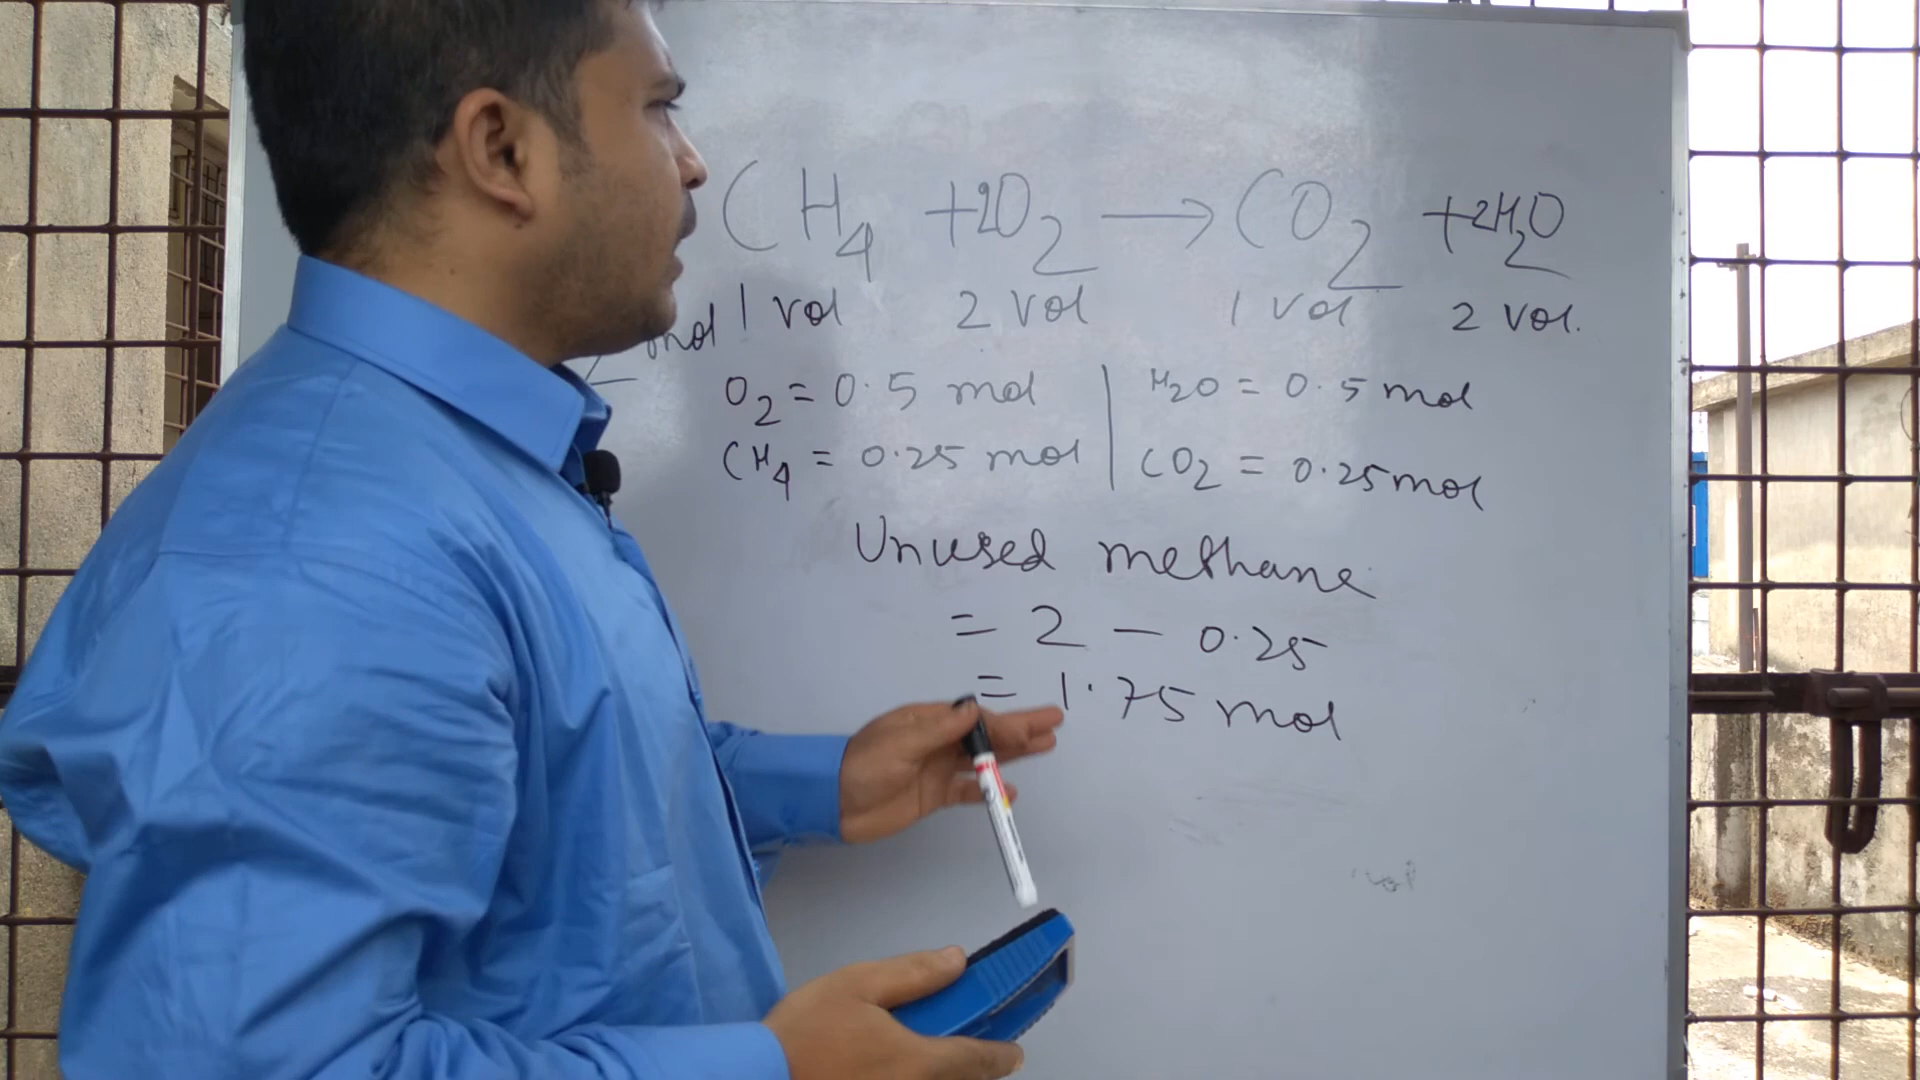 CH4 + 2O2 → CO2 + 2H2O
mol 1 vol 2 vol 1 vol 2 vol.
O2 = 0.5 mol | H2O = 0.5 mol
CH4 = 0.25 mol | CO2 = 0.25 mol
Unused methane
= 2 - 0.25
= 1.75 mol
vol